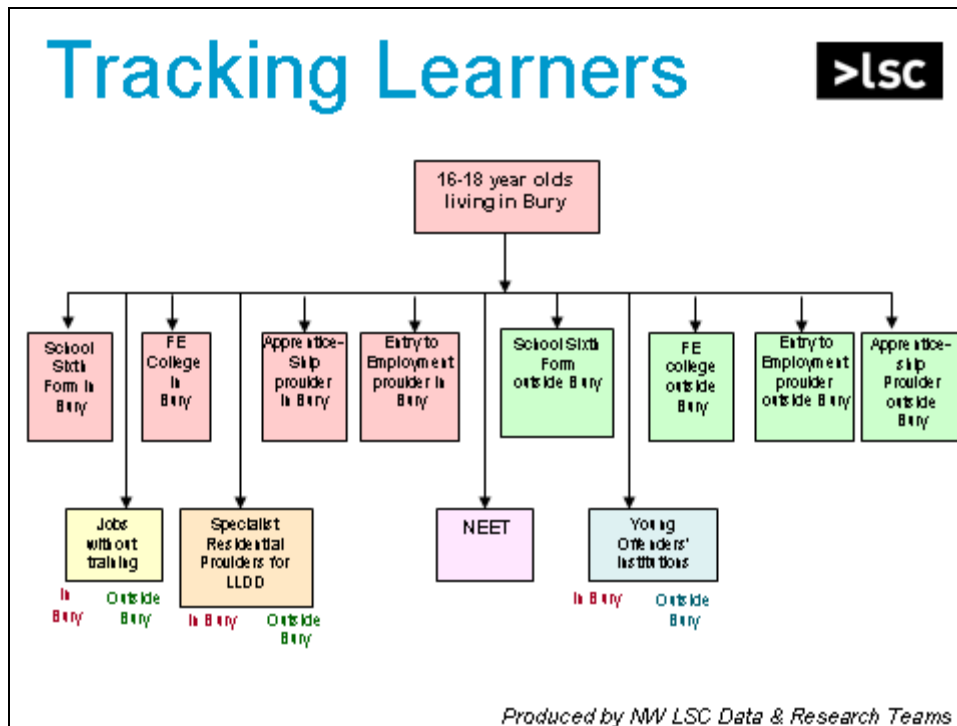 Tracking Learners
>lsc
16-18 year olds
living in Bury
School
Sixth
Form in
Bury
FE
College
in
Bury
Apprentice-
ship
provider
in Bury
Entry to
Employment
provider in
Bury
School Sixth
Form
outside Bury
FE
college
outside
Bury
Entry to
Employment
provider
outside Bury
Apprentice-
ship
Provider
outside
Bury
Jobs
without
training
In
Bury
Outside
Bury
Specialist
Residential
Providers for
LLDD
In Bury
Outside
Bury
NEET
Young
Offenders'
Institutions
In Bury
Outside
Bury
Produced by NW LSC Data & Research Teams